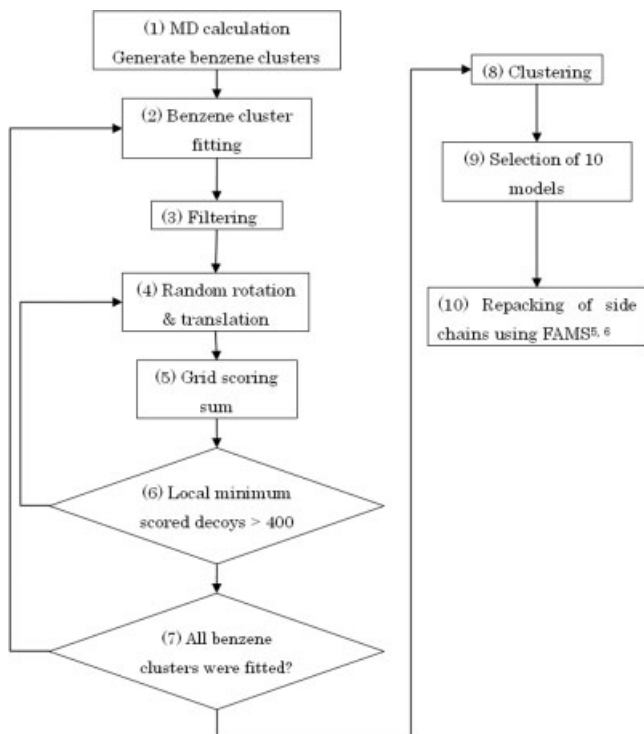 (1) MD calculation
Generate benzene clusters
(2) Benzene cluster
fitting
(3) Filtering
(4) Random rotation
& translation
(5) Grid scoring
sum
(6) Local minimum
scored decoys > 400
(7) All benzene
clusters were fitted?
(8) Clustering
(9) Selection of 10
models
(10) Repacking of side
chains using FAMS⁵, ⁶